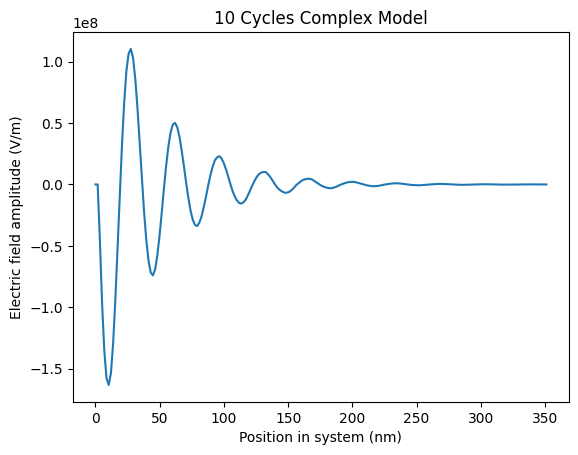 10 Cycles Complex Model
1e8
1.0
0.5
0.0
−0.5
−1.0
−1.5
Electric field amplitude (V/m)
0 50 100 150 200 250 300 350
Position in system (nm)